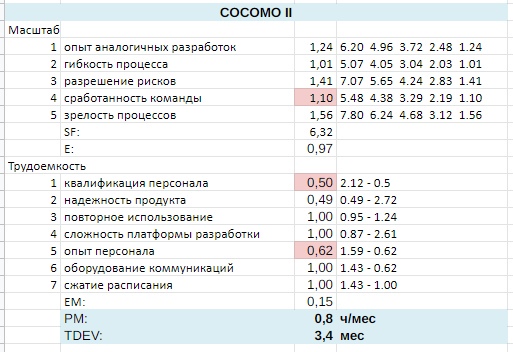 COCOMO II
Масштаб
1 опыт аналогичных разработок 1,24 6.20 4.96 3.72 2.48 1.24
2 гибкость процесса 1,01 5.07 4.05 3.04 2.03 1.01
3 разрешение рисков 1,41 7.07 5.65 4.24 2.83 1.41
4 сработанность команды 1,10 5.48 4.38 3.29 2.19 1.10
5 зрелость процессов 1,56 7.80 6.24 4.68 3.12 1.56
SF: 6,32
E: 0,97
Трудоемкость
1 квалификация персонала 0,50 2.12 - 0.5
2 надежность продукта 0,49 0.49 - 2.72
3 повторное использование 1,00 0.95 - 1.24
4 сложность платформы разработки 1,00 0.87 - 2.61
5 опыт персонала 0,62 1.59 - 0.62
6 оборудование коммуникаций 1,00 1.43 - 0.62
7 сжатие расписания 1,00 1.43 - 1.00
EM: 0,15
PM: 0,8 ч/мес
TDEV: 3,4 мес